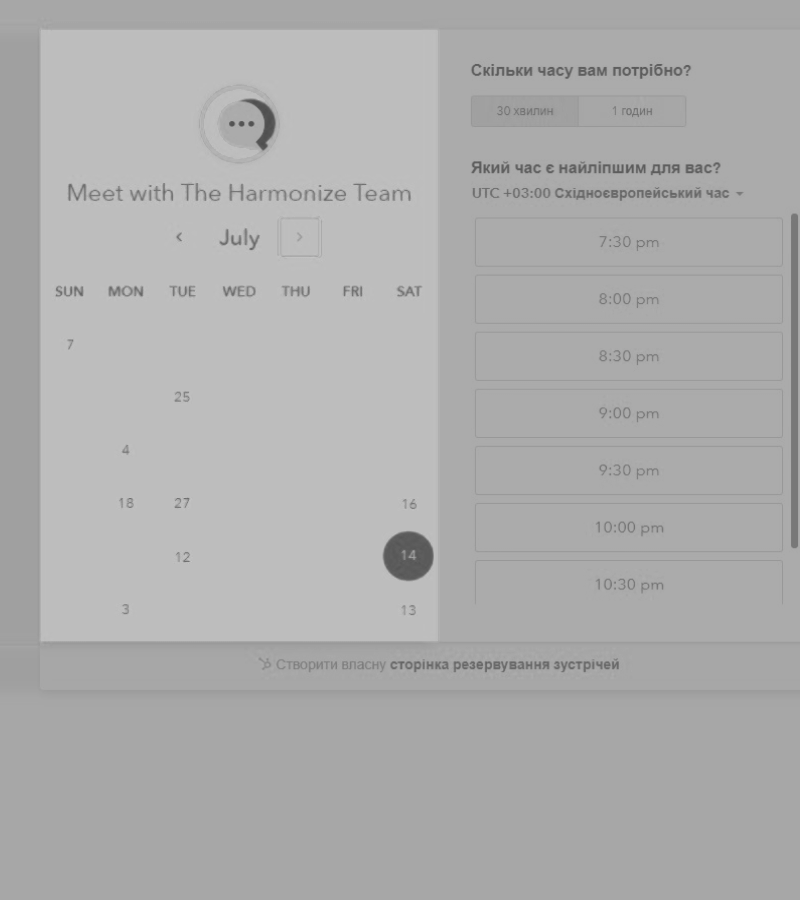 Meet with The Harmonize Team
July
SUN MON TUE WED THU FRI SAT
7
25
4
18 27 16
12 14
3 13
Скільки часу вам потрібно?
30 хвилин 1 годин
Який час є найліпшим для вас?
UTC +03:00 Східноєвропейський час
7:30 pm
8:00 pm
8:30 pm
9:00 pm
9:30 pm
10:00 pm
10:30 pm
Створити власну сторінка резервування зустрічей